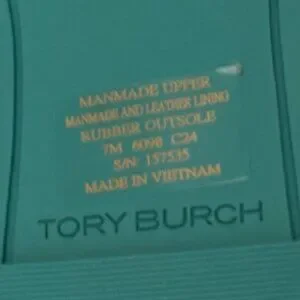 MANMADE UPPER
MANMADE AND LEATHER LINING
RUBBER OUTSOLE
7M 6090 C24
S/N: 157535
MADE IN VIETNAM
TORY BURCH